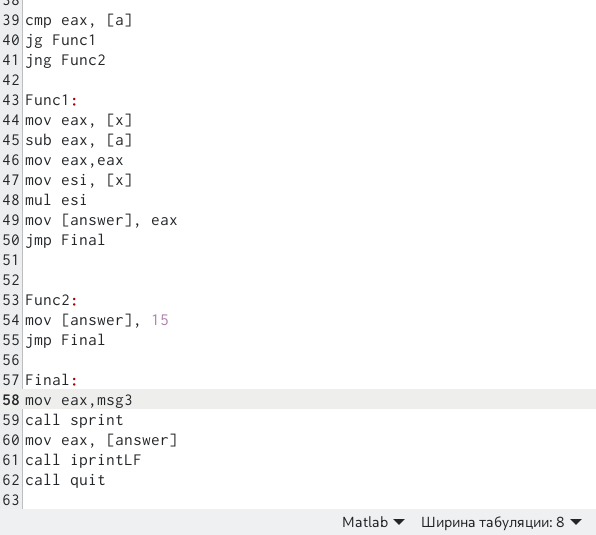 38
39 cmp eax, [a]
40 jg Func1
41 jng Func2
42
43 Func1:
44 mov eax, [x]
45 sub eax, [a]
46 mov eax,eax
47 mov esi, [x]
48 mul esi
49 mov [answer], eax
50 jmp Final
51
52
53 Func2:
54 mov [answer], 15
55 jmp Final
56
57 Final:
58 mov eax,msg3
59 call sprint
60 mov eax, [answer]
61 call iprintLF
62 call quit
63
Matlab Ширина табуляции: 8